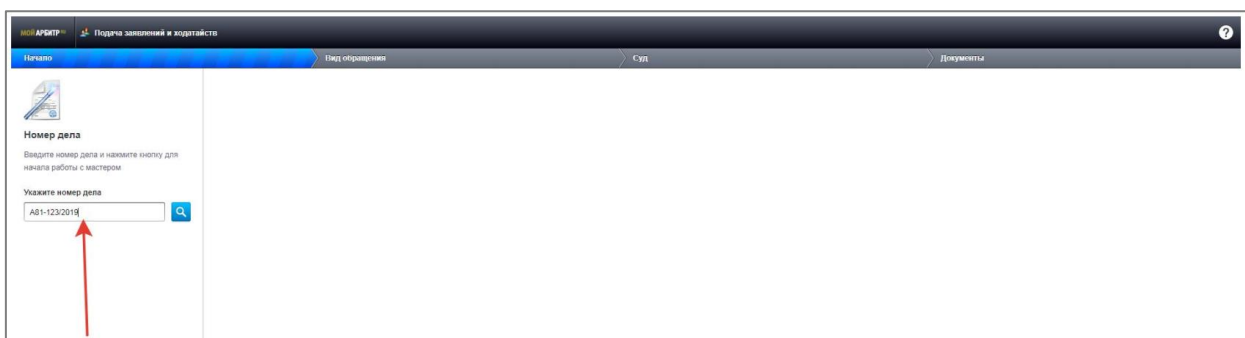 МОЙ АРБИТР RU Подача заявлений и ходатайств
Начало Вид обращения Суд Документы
Номер дела
Введите номер дела и нажмите кнопку для
начала работы с мастером
Укажите номер дела
А81-123/2019